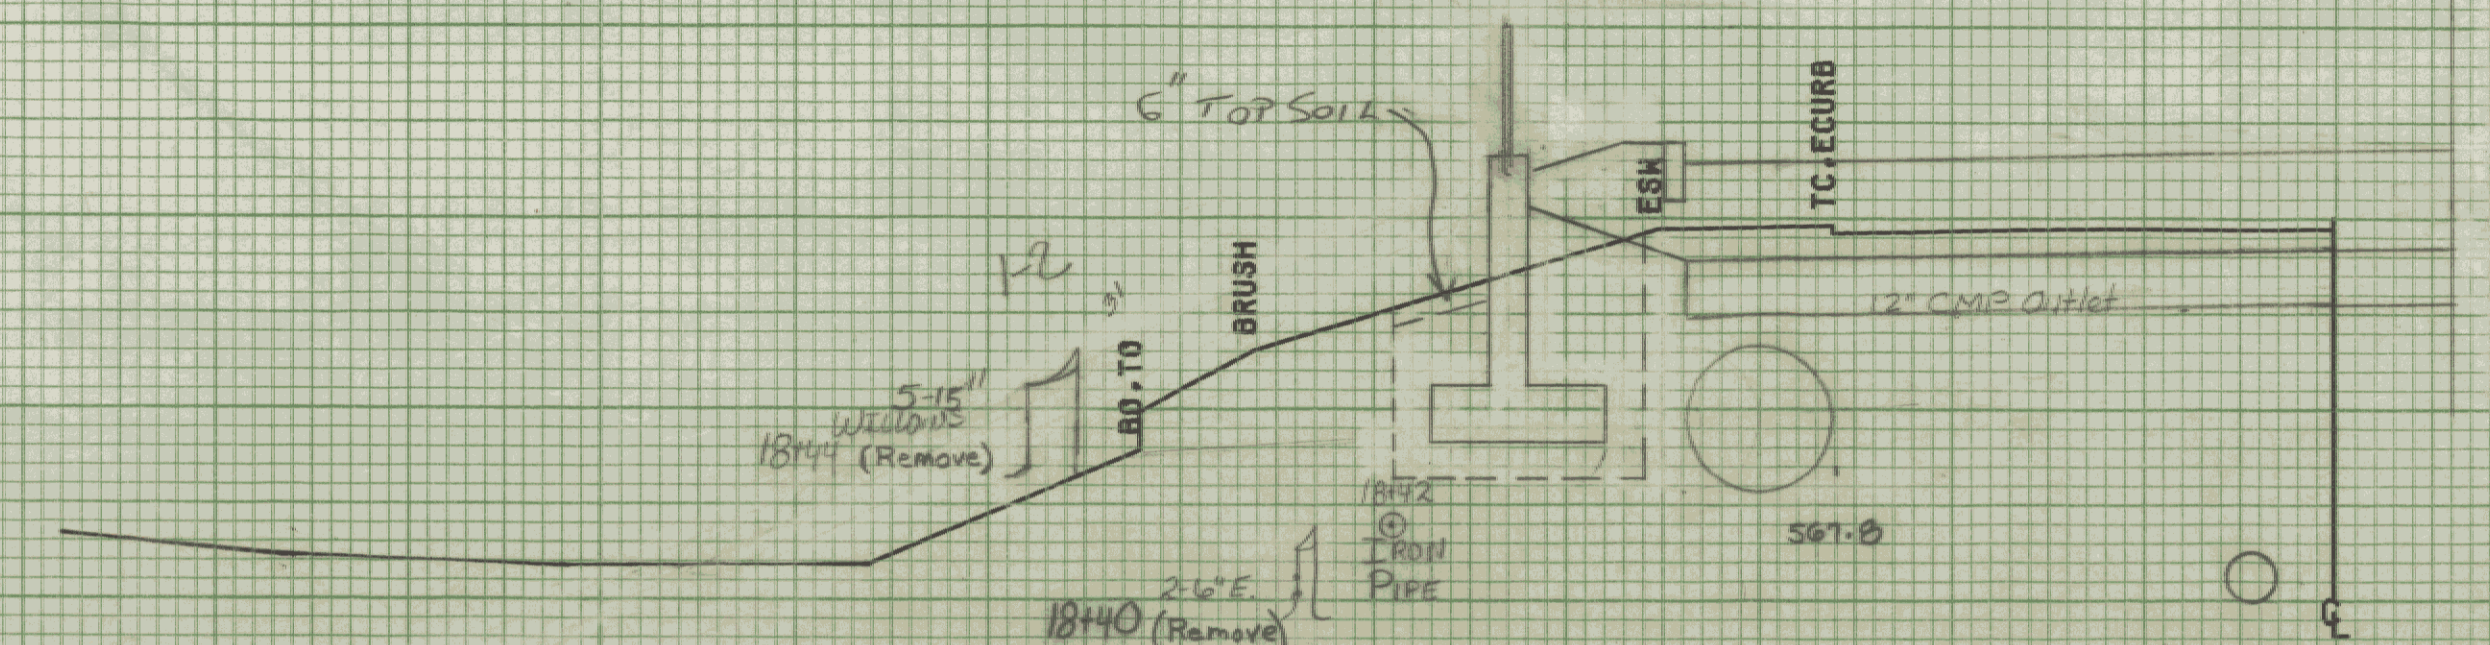 6" TOP SOIL
TC.ECURB
ESW
BRUSH
1-2
3'
BO.TO
5-15"
WILLOWS
18+44 (Remove)
12" CMP Outlet
18+42
IRON
PIPE
567.8
2-6" E.
18+40 (Remove)
CL